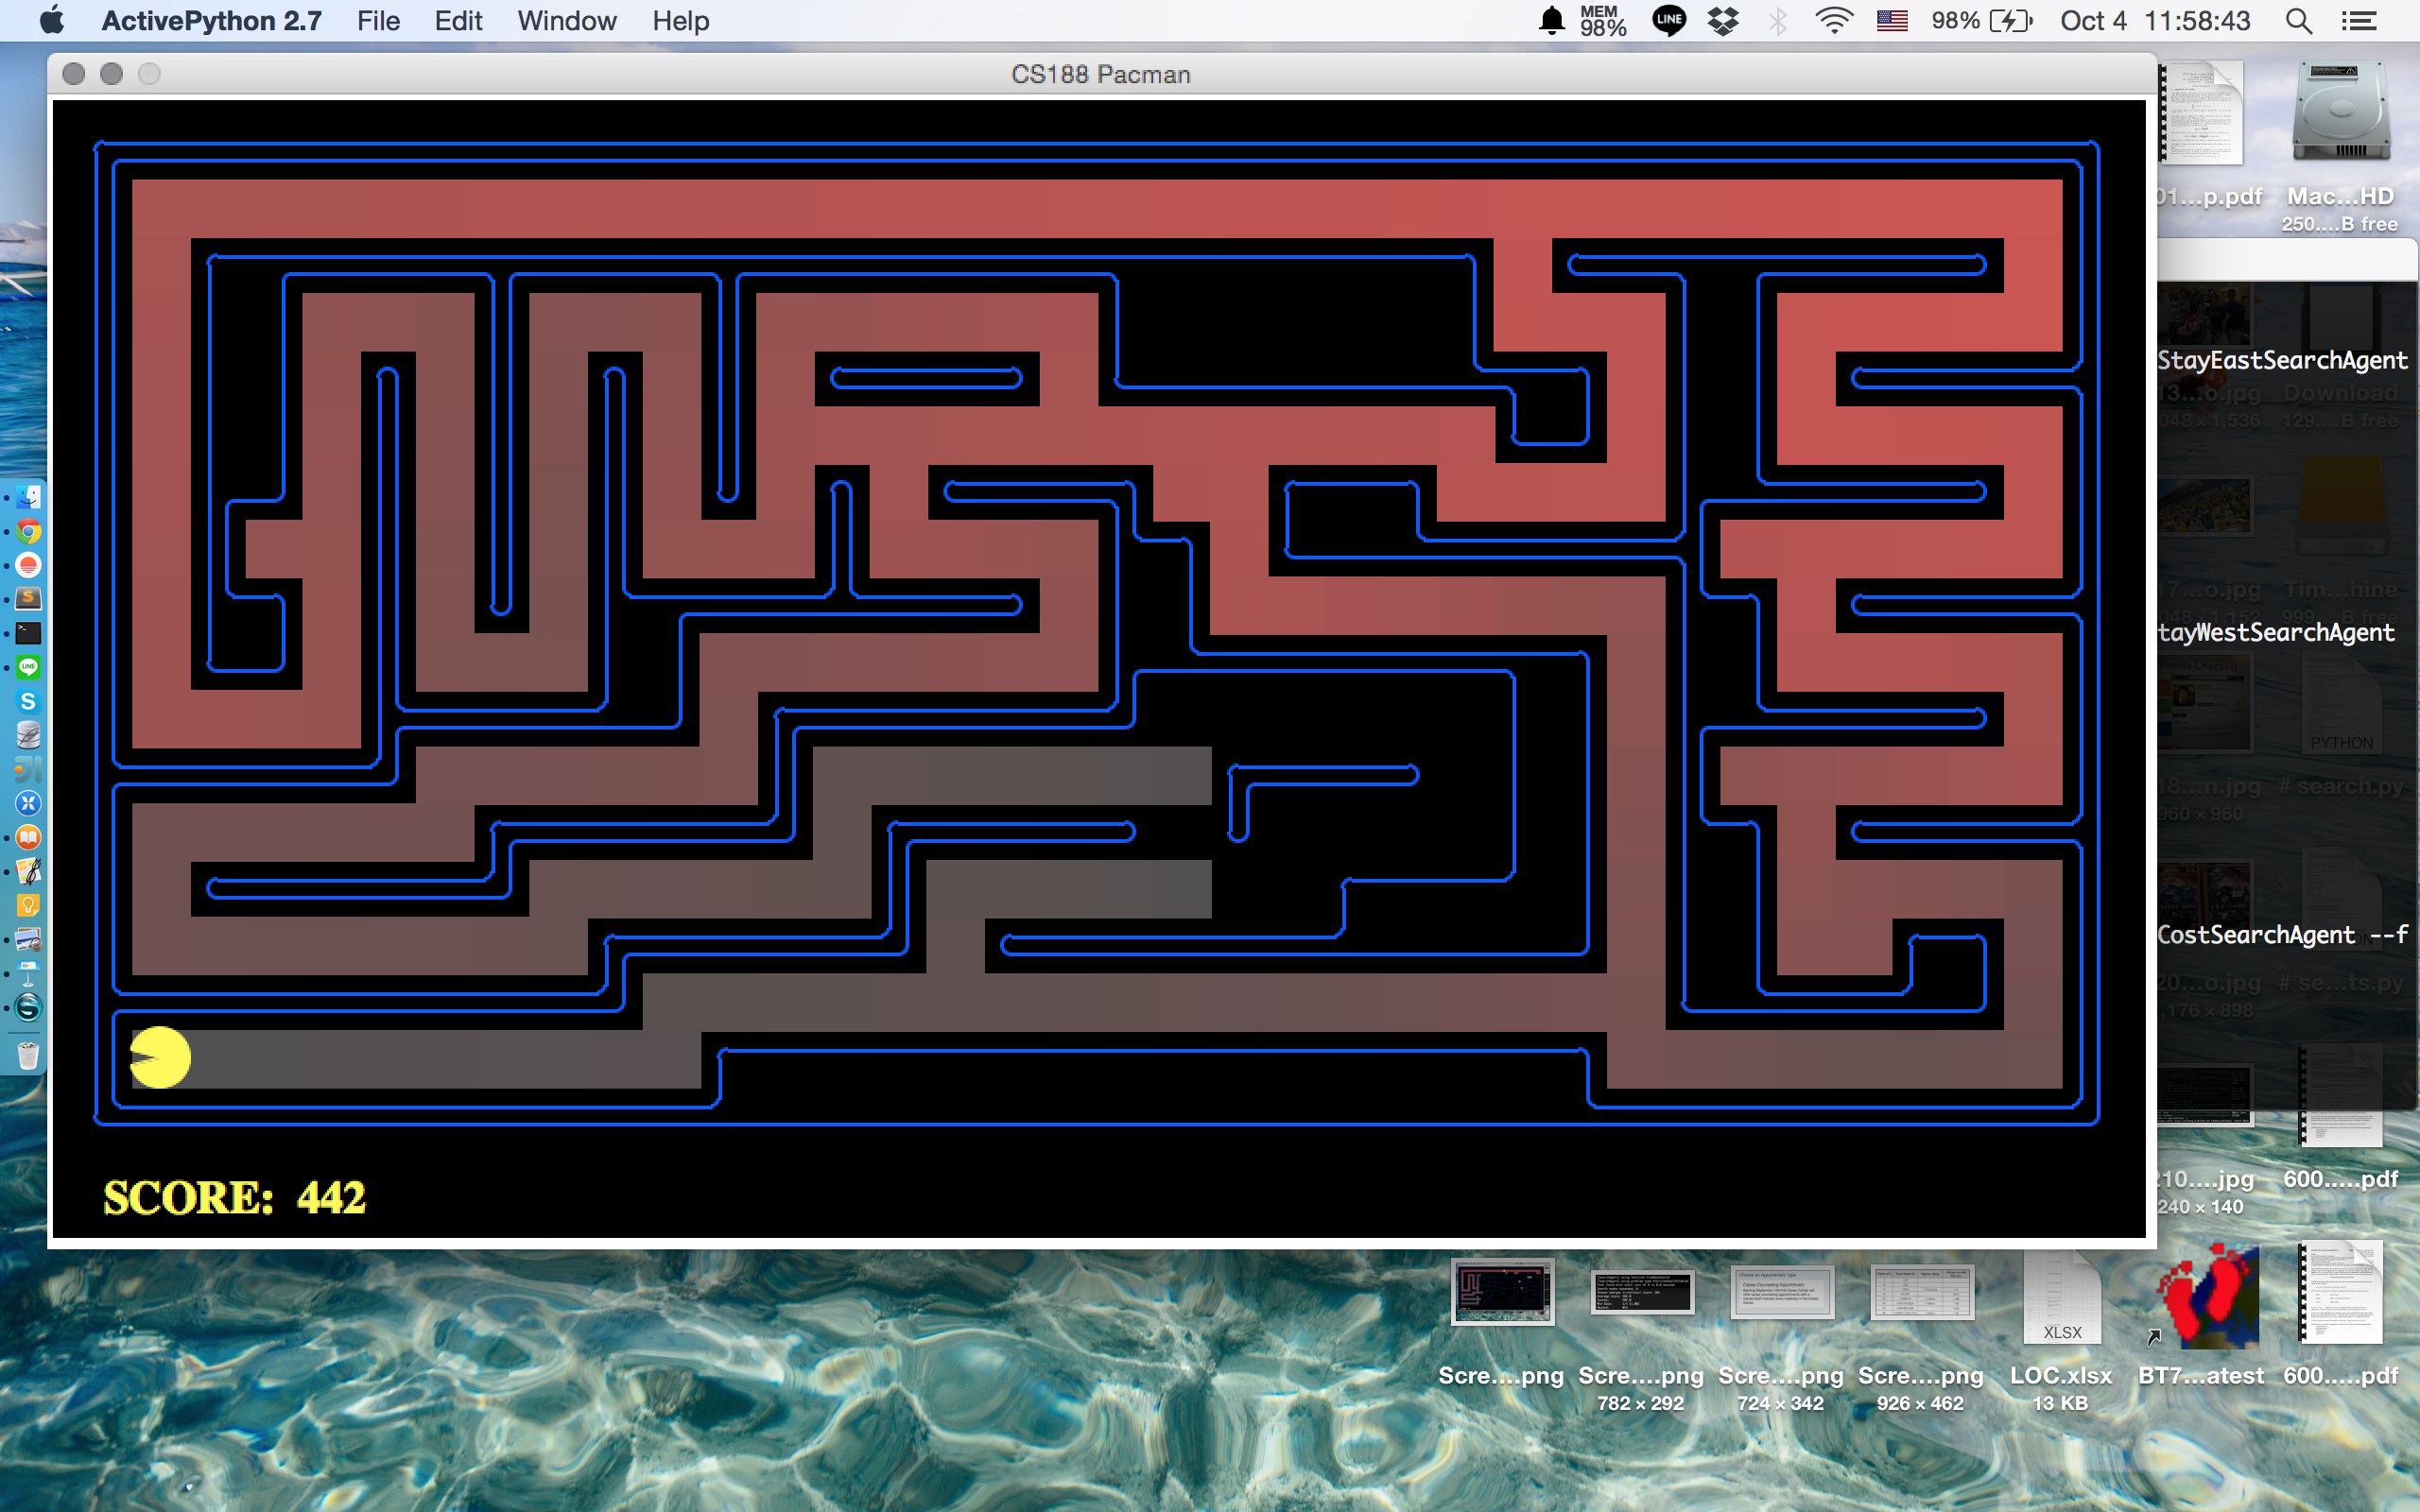 ActivePython 2.7 File Edit Window Help MEM 98% LINE 98% Oct 4 11:58:43
CS188 Pacman
01...p.pdf Mac...HD
250....B free
StayEastSearchAgent
13...o.jpg Download
048 × 1,536 129....B free
17...o.jpg Tim...hine
048 × 1,152 999....B free
tayWestSearchAgent
PYTHON
18...n.jpg # search.py
960 × 960
CostSearchAgent --f
20...o.jpg # se...ts.py
,176 × 898
210....jpg 600.....pdf
240 × 140
SCORE: 442
XLSX
Scre....png Scre....png Scre....png Scre....png LOC.xlsx BT7...atest 600.....pdf
782 × 292 724 × 342 926 × 462 13 KB